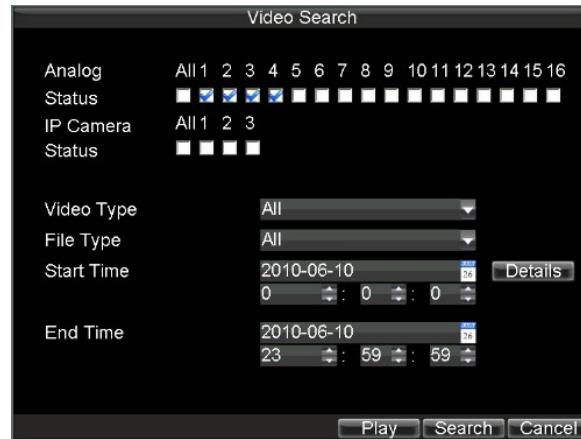 Video Search
Analog All 1 2 3 4 5 6 7 8 9 10 11 12 13 14 15 16
Status
IP Camera All 1 2 3
Status
Video Type All
File Type All
Start Time 2010-06-10 26 Details
0 : 0 : 0
End Time 2010-06-10 26
23 : 59 : 59
Play Search Cancel